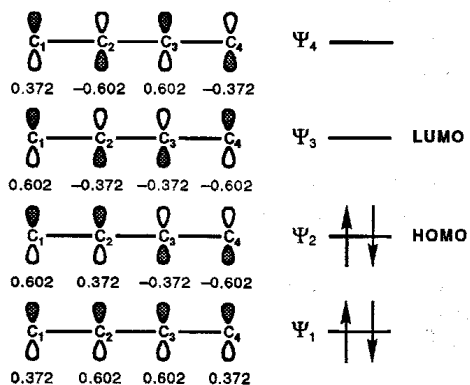 C₁ C₂ C₃ C₄ Ψ₄
0.372 −0.602 0.602 −0.372
C₁ C₂ C₃ C₄ Ψ₃ LUMO
0.602 −0.372 −0.372 −0.602
C₁ C₂ C₃ C₄ Ψ₂ HOMO
0.602 0.372 −0.372 −0.602
C₁ C₂ C₃ C₄ Ψ₁
0.372 0.602 0.602 0.372